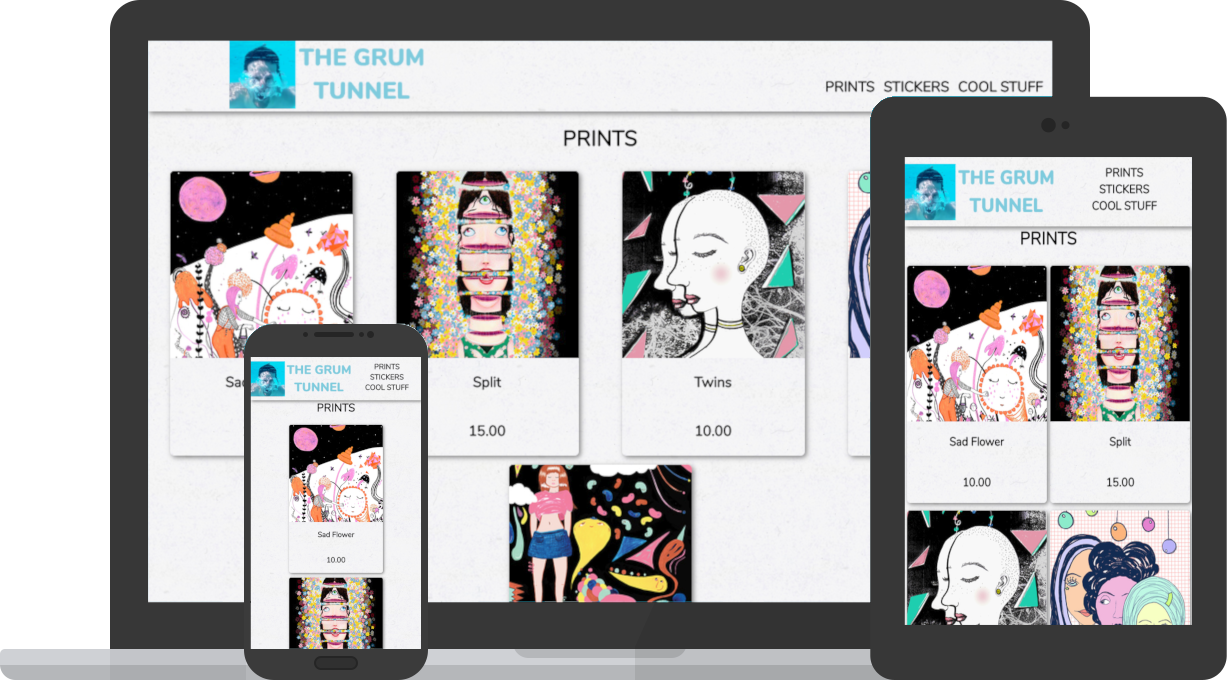 THE GRUM
TUNNEL
PRINTS STICKERS COOL STUFF
PRINTS
Split
15.00
Twins
10.00
THE GRUM
TUNNEL
PRINTS
STICKERS
COOL STUFF
PRINTS
Sad Flower
10.00
THE GRUM
TUNNEL
PRINTS
STICKERS
COOL STUFF
PRINTS
Sad Flower
10.00
Split
15.00